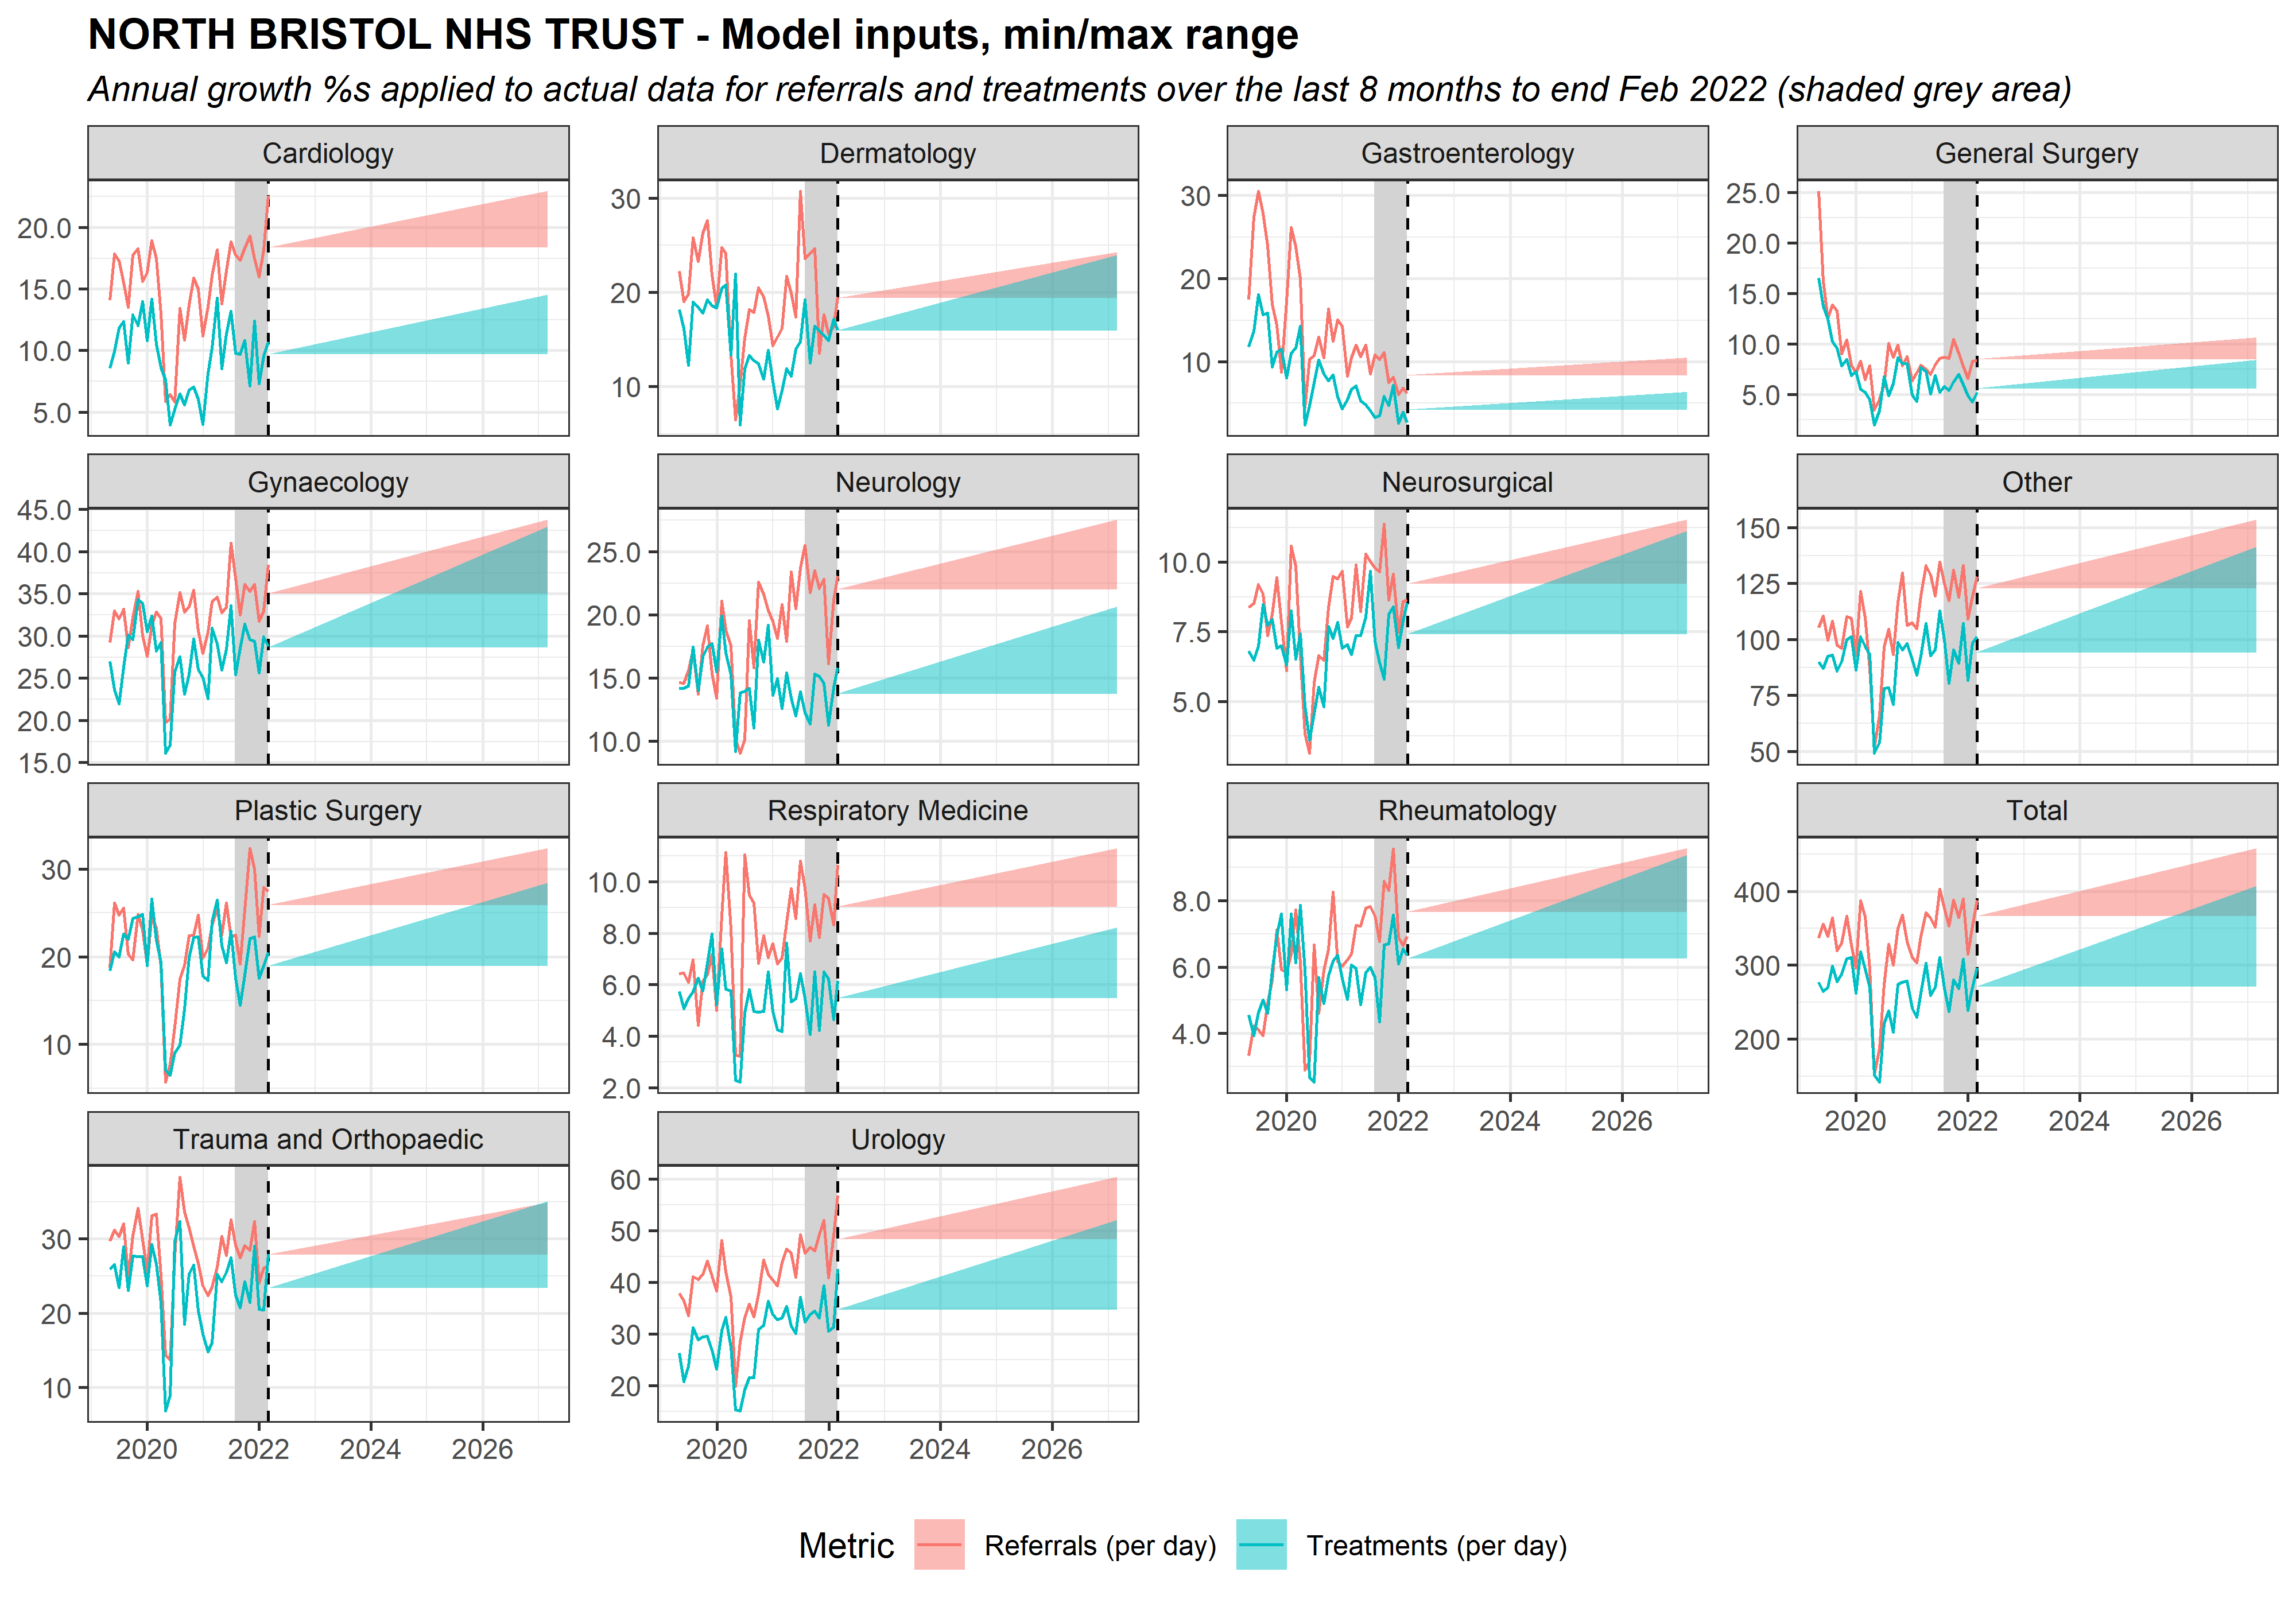 NORTH BRISTOL NHS TRUST - Model inputs, min/max range
Annual growth %s applied to actual data for referrals and treatments over the last 8 months to end Feb 2022 (shaded grey area)
Cardiology
20.0
15.0
10.0
5.0
Dermatology
30
20
10
Gastroenterology
30
20
10
General Surgery
25.0
20.0
15.0
10.0
5.0
Gynaecology
45.0
40.0
35.0
30.0
25.0
20.0
15.0
Neurology
25.0
20.0
15.0
10.0
Neurosurgical
10.0
7.5
5.0
Other
150
125
100
75
50
Plastic Surgery
30
20
10
Respiratory Medicine
10.0
8.0
6.0
4.0
2.0
Rheumatology
8.0
6.0
4.0
2020 2022 2024 2026
Total
400
300
200
2020 2022 2024 2026
Trauma and Orthopaedic
30
20
10
2020 2022 2024 2026
Urology
60
50
40
30
20
2020 2022 2024 2026
Metric Referrals (per day) Treatments (per day)